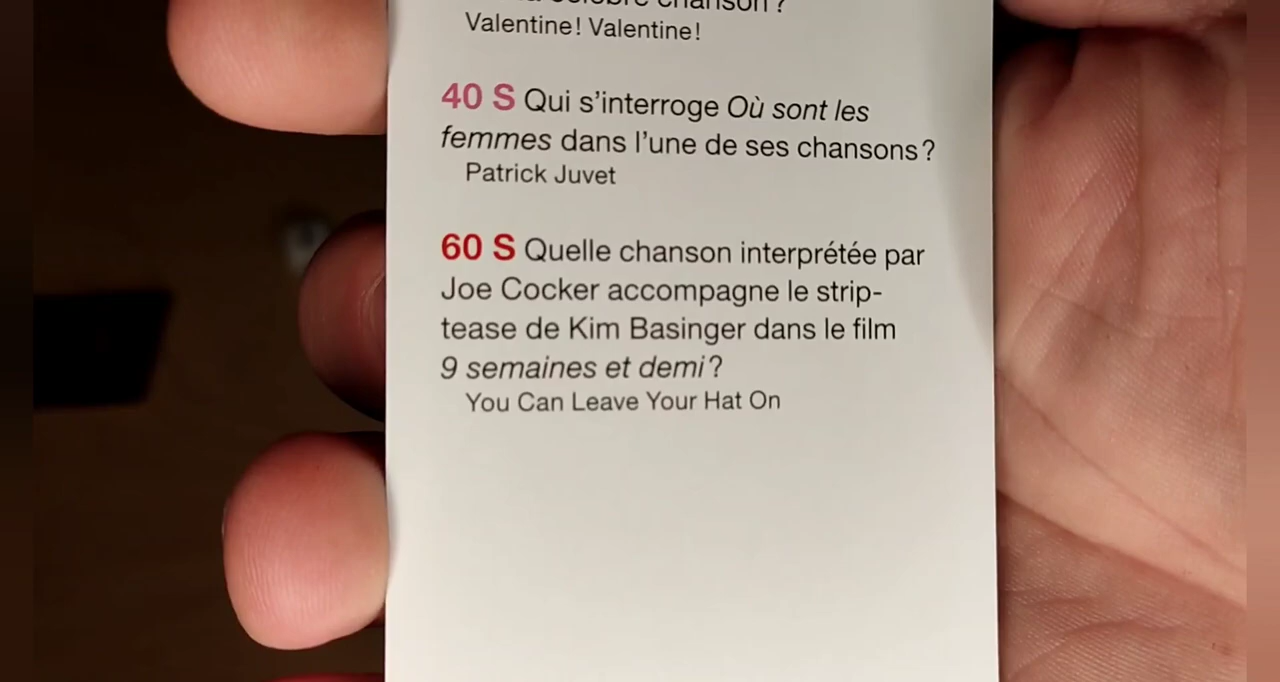 chanson ?
Valentine! Valentine!
40 S Qui s'interroge Où sont les
femmes dans l'une de ses chansons ?
Patrick Juvet
60 S Quelle chanson interprétée par
Joe Cocker accompagne le strip-
tease de Kim Basinger dans le film
9 semaines et demi ?
You Can Leave Your Hat On